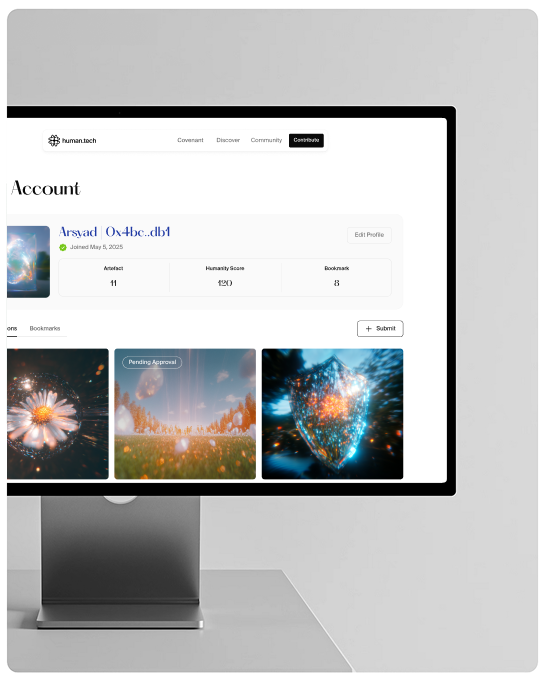 human.tech
Covenant Discover Community Contribute
Account
Arsyad | 0x4bc..db1
Edit Profile
Joined May 5, 2025
Artefact Humanity Score Bookmark
11 120 8
ons Bookmarks + Submit
Pending Approval